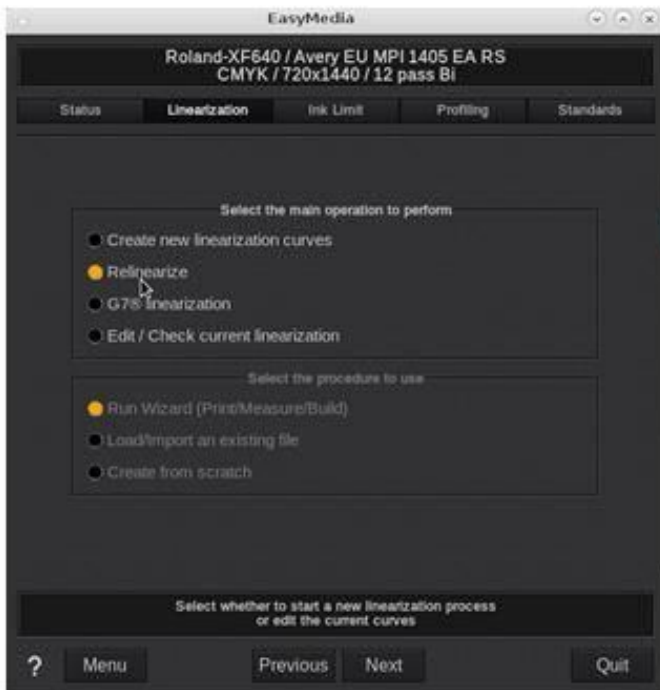 EasyMedia
Roland-XF640 / Avery EU MPI 1405 EA RS
CMYK / 720x1440 / 12 pass Bi
Status Linearization Ink Limit Profiling Standards
Select the main operation to perform
Create new linearization curves
Relinearize
G7® linearization
Edit / Check current linearization
Select the procedure to use
Run Wizard (Print/Measure/Build)
Load/Import an existing file
Create from scratch
Select whether to start a new linearization process
or edit the current curves
? Menu Previous Next Quit